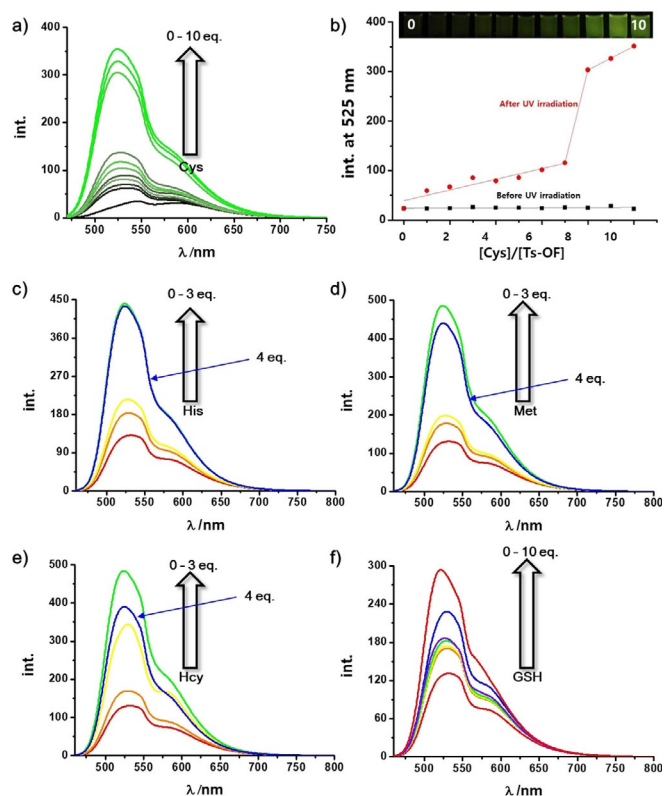 a)
0 – 10 eq.
Cys
int.
400
300
200
100
0
500 550 600 650 700 750
λ /nm
b)
0 10
After UV irradiation
Before UV irradiation
int. at 525 nm
400
350
300
250
200
150
100
50
0
0 2 4 6 8 10
[Cys]/[Ts-OF]
c)
0 – 3 eq.
4 eq.
His
int.
450
360
270
180
90
0
500 550 600 650 700 750 800
λ /nm
d)
0 – 3 eq.
4 eq.
Met
int.
500
400
300
200
100
0
500 550 600 650 700 750 800
λ /nm
e)
0 – 3 eq.
4 eq.
Hcy
int.
500
400
300
200
100
0
500 550 600 650 700 750 800
λ /nm
f)
0 – 10 eq.
GSH
int.
300
240
180
120
60
0
500 550 600 650 700 750 800
λ /nm